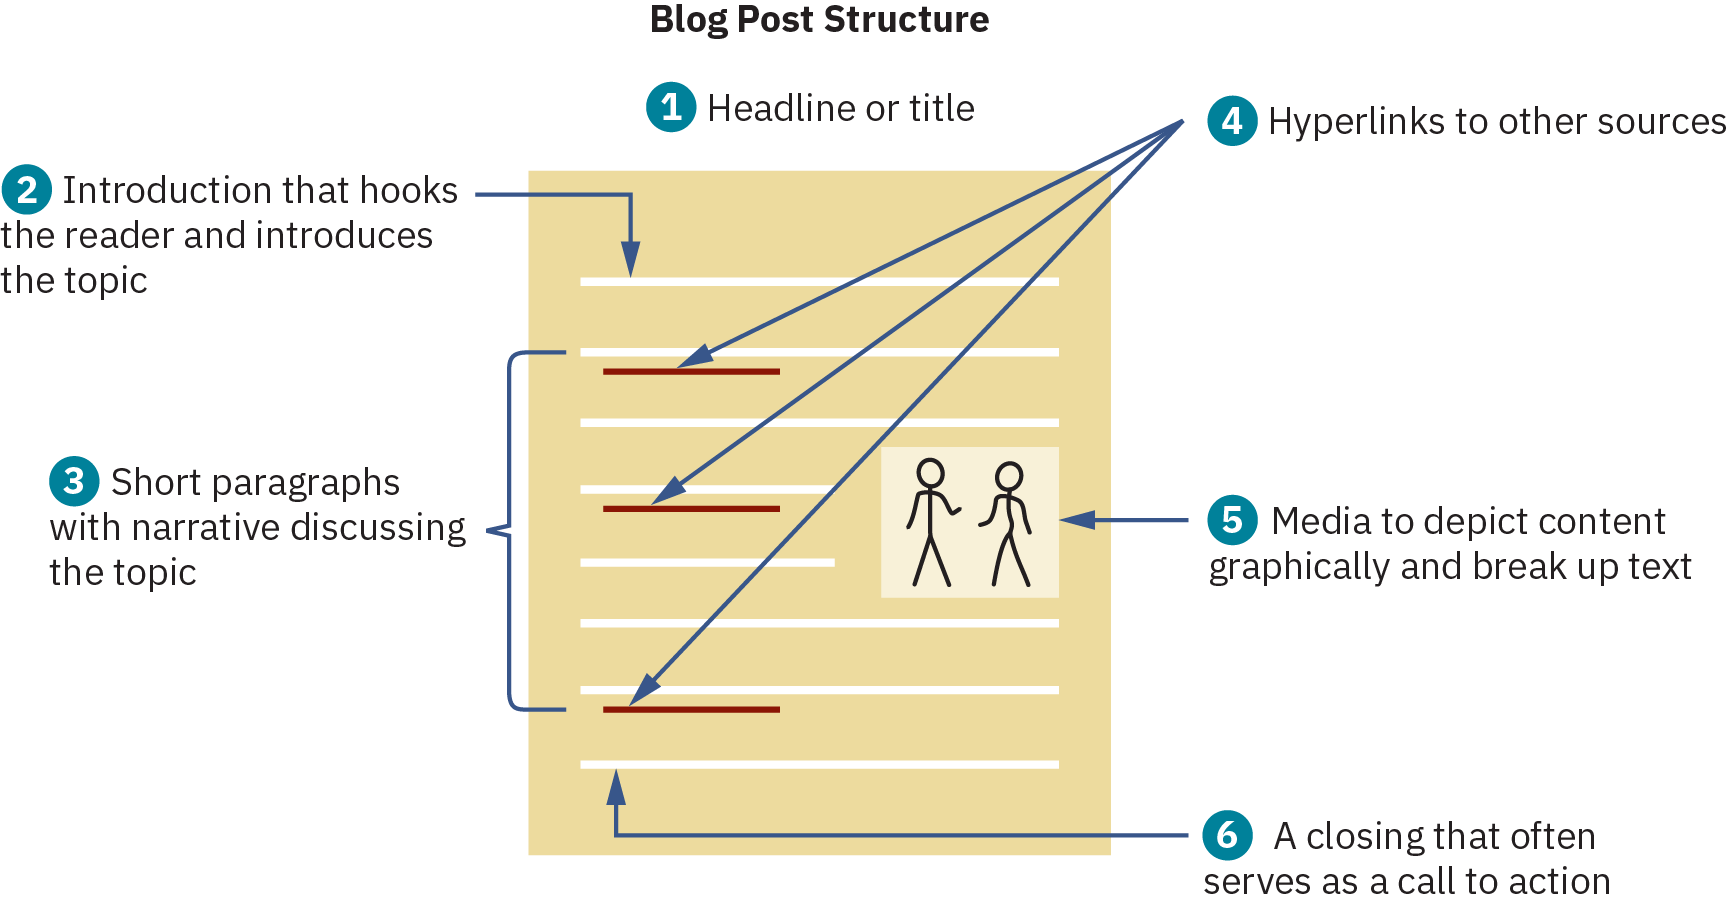 Blog Post Structure
1 Headline or title
2 Introduction that hooks
the reader and introduces
the topic
3 Short paragraphs
with narrative discussing
the topic
4 Hyperlinks to other sources
5 Media to depict content
graphically and break up text
6 A closing that often
serves as a call to action